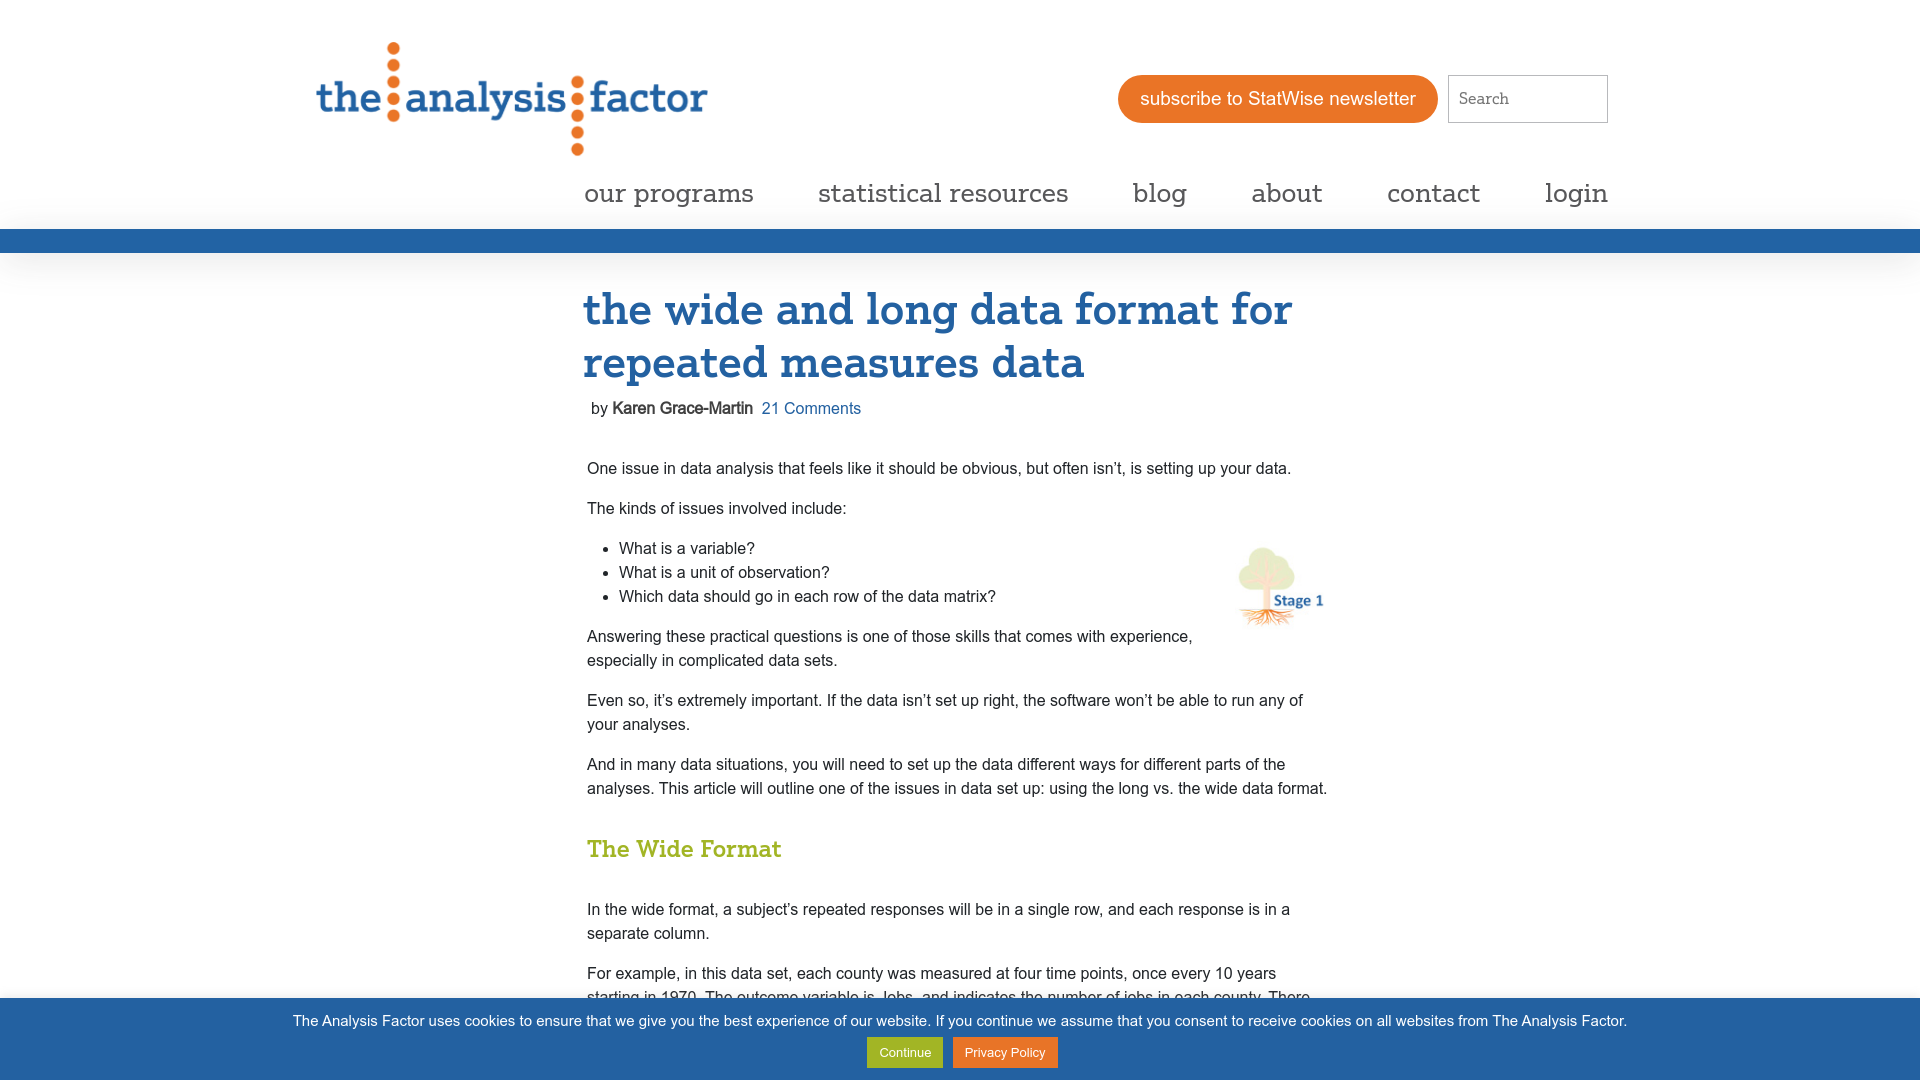 the analysis factor
subscribe to StatWise newsletter
Search
our programs
statistical resources
blog
about
contact
login
the wide and long data format for
repeated measures data
by Karen Grace-Martin 21 Comments
One issue in data analysis that feels like it should be obvious, but often isn’t, is setting up your data.
The kinds of issues involved include:
• What is a variable?
• What is a unit of observation?
• Which data should go in each row of the data matrix?
Stage 1
Answering these practical questions is one of those skills that comes with experience,
especially in complicated data sets.
Even so, it’s extremely important. If the data isn’t set up right, the software won’t be able to run any of
your analyses.
And in many data situations, you will need to set up the data different ways for different parts of the
analyses. This article will outline one of the issues in data set up: using the long vs. the wide data format.
The Wide Format
In the wide format, a subject’s repeated responses will be in a single row, and each response is in a
separate column.
For example, in this data set, each county was measured at four time points, once every 10 years
starting in 1970. The outcome variable is Jobs, and indicates the number of jobs in each county. There
The Analysis Factor uses cookies to ensure that we give you the best experience of our website. If you continue we assume that you consent to receive cookies on all websites from The Analysis Factor.
Continue
Privacy Policy